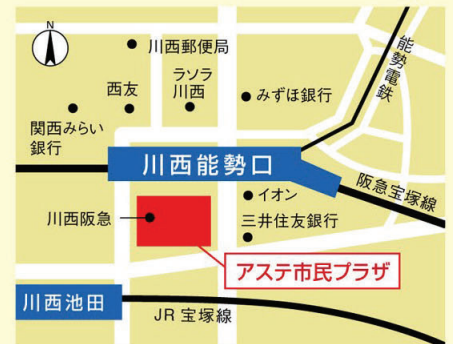 N
川西郵便局
能勢電鉄
西友
ラソラ
川西
みずほ銀行
関西みらい
銀行
川西能勢口
阪急宝塚線
川西阪急
イオン
三井住友銀行
アステ市民プラザ
川西池田
JR 宝塚線